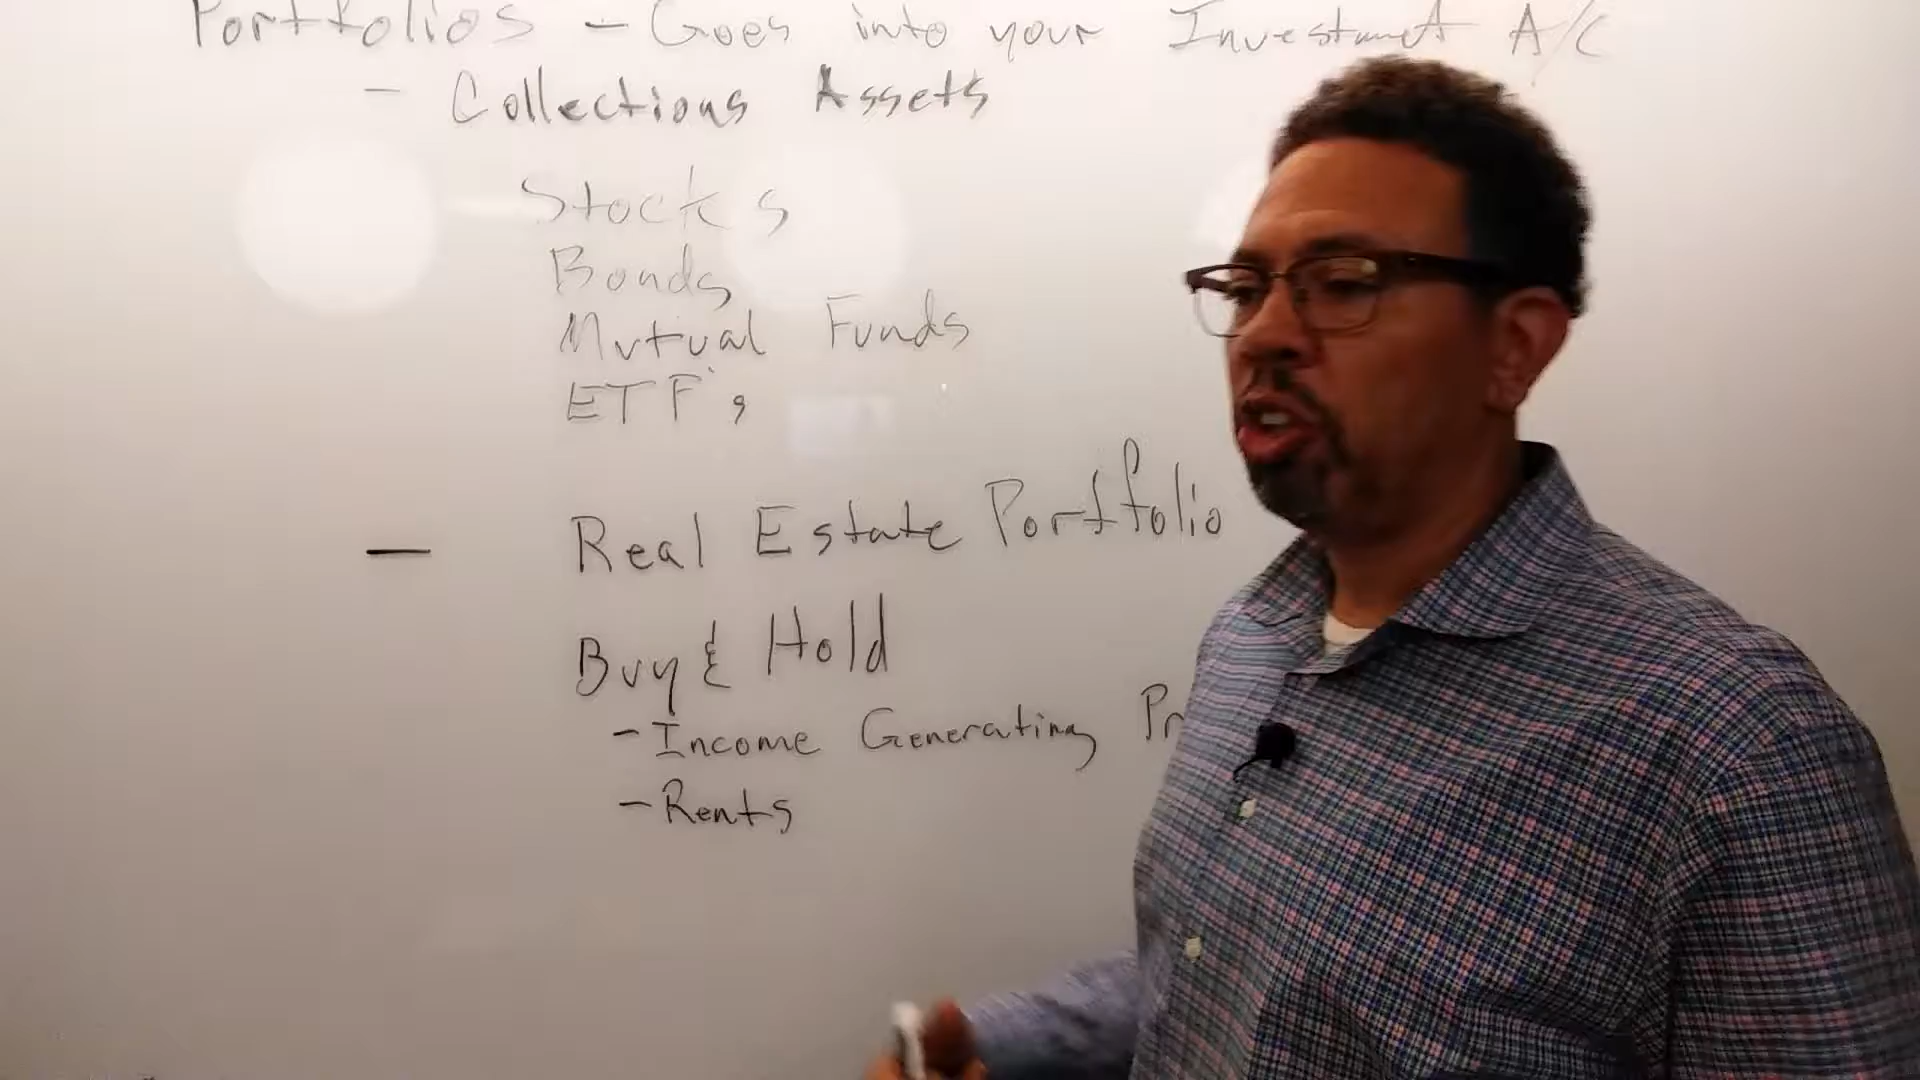 Portfolios - Goes into your Investment A/C
- Collections Assets
Stocks
Bonds
Mutual Funds
ETF's
- Real Estate Portfolio
Buy & Hold
- Income Generating
- Rents